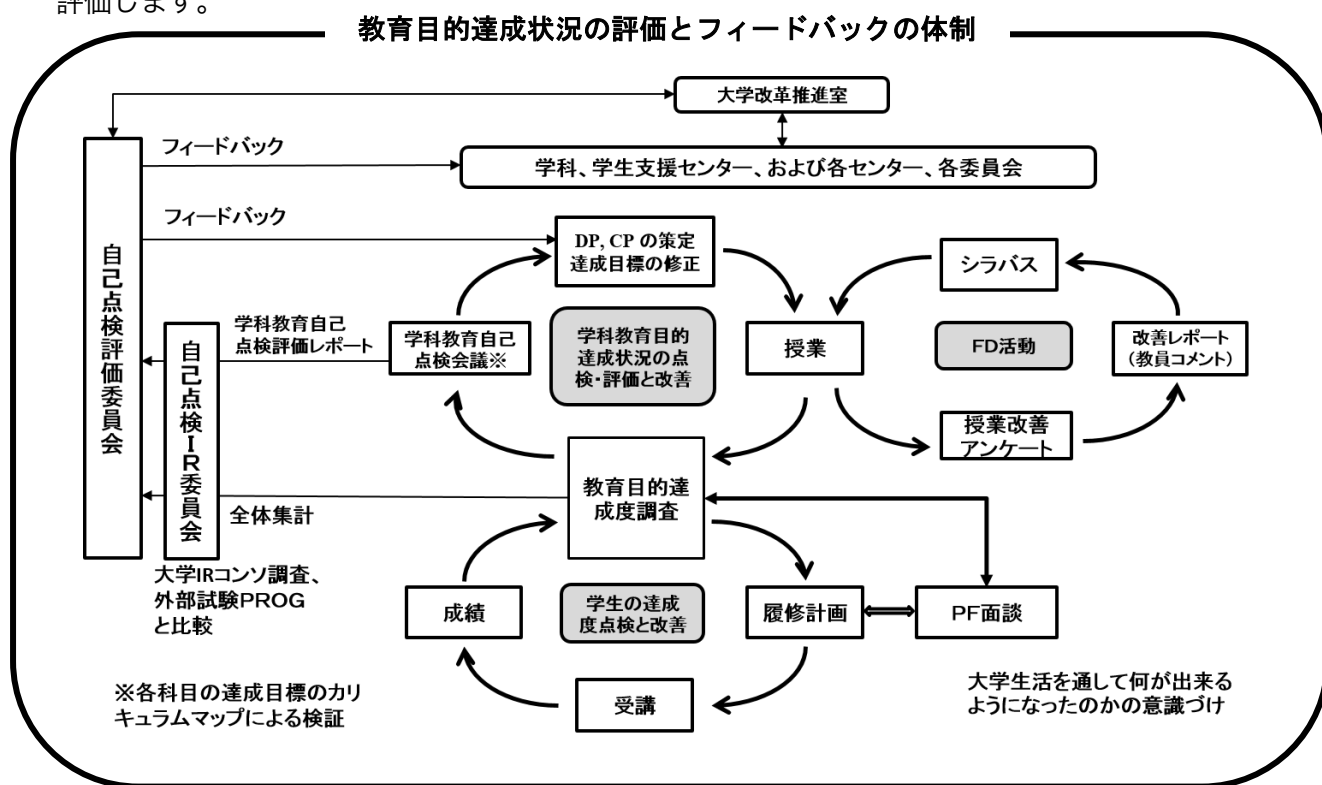 評価します。
教育目的達成状況の評価とフィードバックの体制
大学改革推進室
フィードバック
学科、学生支援センター、および各センター、各委員会
フィードバック
DP, CP の策定
達成目標の修正
シラバス
自己点検評価委員会
学科教育自己
点検評価レポート
自己点検IR委員会
学科教育自己
点検会議※
学科教育目的
達成状況の点
検・評価と改善
授業
FD活動
改善レポート
(教員コメント)
授業改善
アンケート
教育目的達
成度調査
全体集計
大学IRコンソ調査、
外部試験PROG
と比較
成績
学生の達成
度点検と改善
履修計画
PF面談
受講
※各科目の達成目標のカリ
キュラムマップによる検証
大学生活を通して何が出来る
ようになったのかの意識づけ